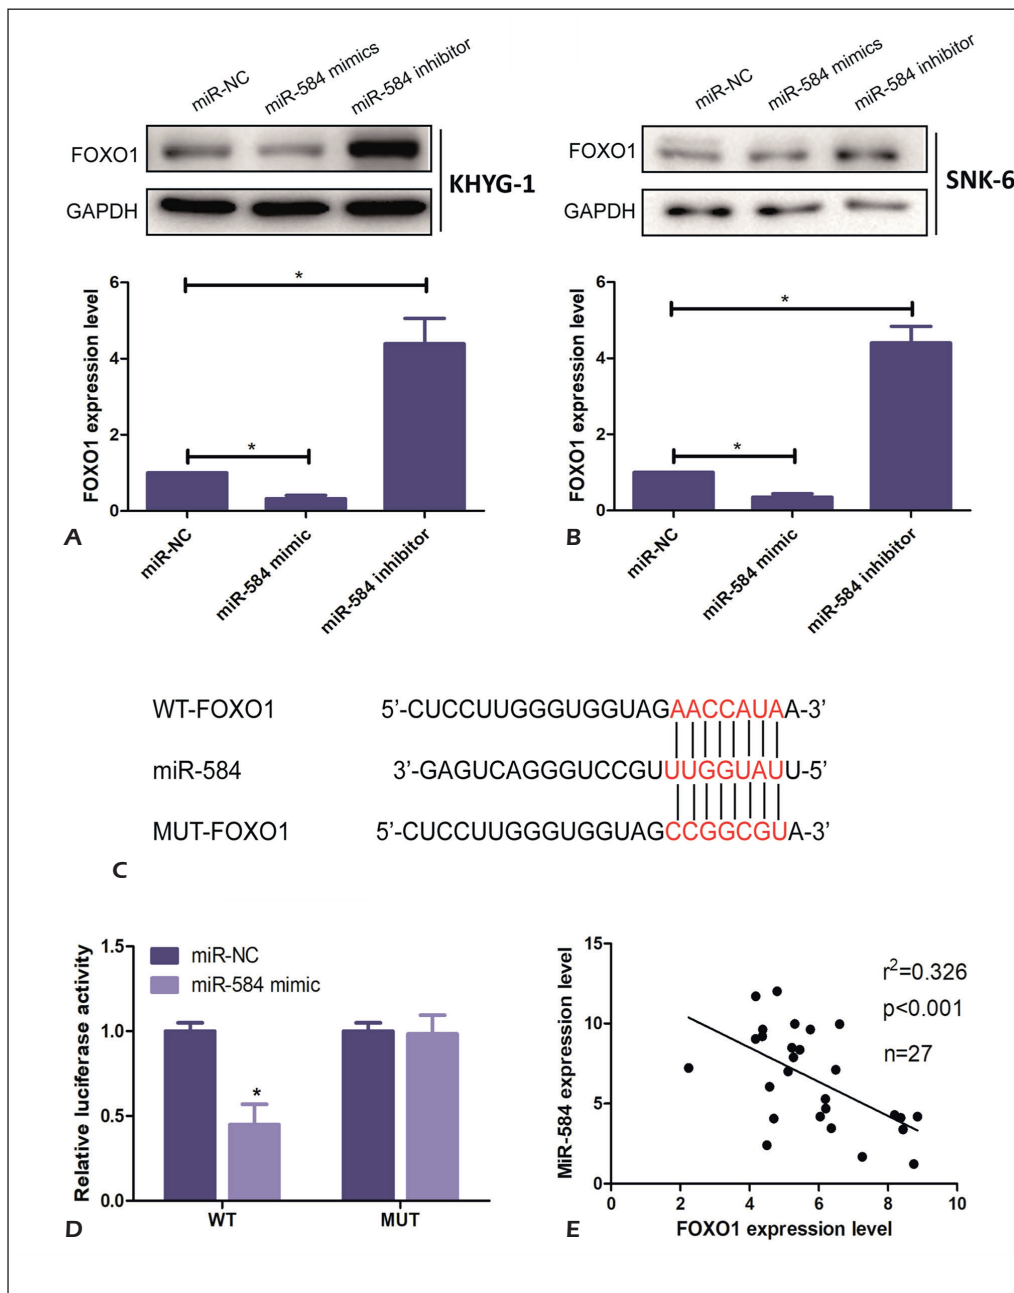 miR-NC
miR-584 mimics
miR-584 inhibitor
FOXO1
GAPDH
KHYG-1
FOXO1 expression level
6
4
2
0
*
*
miR-NC
miR-584 mimic
miR-584 inhibitor
A
miR-NC
miR-584 mimics
miR-584 inhibitor
FOXO1
GAPDH
SNK-6
FOXO1 expression level
6
4
2
0
*
*
miR-NC
miR-584 mimic
miR-584 inhibitor
B
WT-FOXO1 5'-CUCCUUGGGUGGUAGAACCAUAA-3'
miR-584 3'-GAGUCAGGGUCCGUUUGGUAUU-5'
MUT-FOXO1 5'-CUCCUUGGGUGGUAGCCGGCGUA-3'
C
Relative luciferase activity
1.5
1.0
0.5
0.0
miR-NC
miR-584 mimic
*
WT MUT
D
MiR-584 expression level
15
10
5
0
r²=0.326
p<0.001
n=27
0 2 4 6 8 10
FOXO1 expression level
E